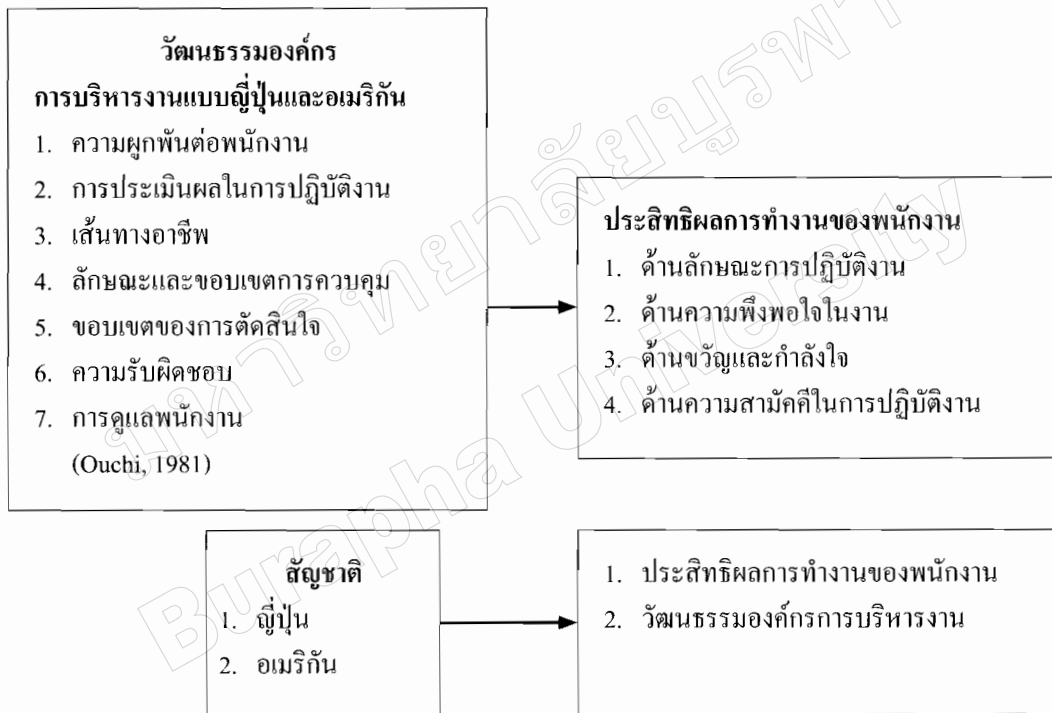 วัฒนธรรมองค์กร
การบริหารงานแบบญี่ปุ่นและอเมริกัน
1. ความผูกพันต่อพนักงาน
2. การประเมินผลในการปฏิบัติงาน
3. เส้นทางอาชีพ
4. ลักษณะและขอบเขตการควบคุม
5. ขอบเขตของการตัดสินใจ
6. ความรับผิดชอบ
7. การดูแลพนักงาน
(Ouchi, 1981)
ประสิทธิผลการทำงานของพนักงาน
1. ด้านลักษณะการปฏิบัติงาน
2. ด้านความพึงพอใจในงาน
3. ด้านขวัญและกำลังใจ
4. ด้านความสามัคคีในการปฏิบัติงาน
สัญชาติ
1. ญี่ปุ่น
2. อเมริกัน
1. ประสิทธิผลการทำงานของพนักงาน
2. วัฒนธรรมองค์กรการบริหารงาน
Burapha University